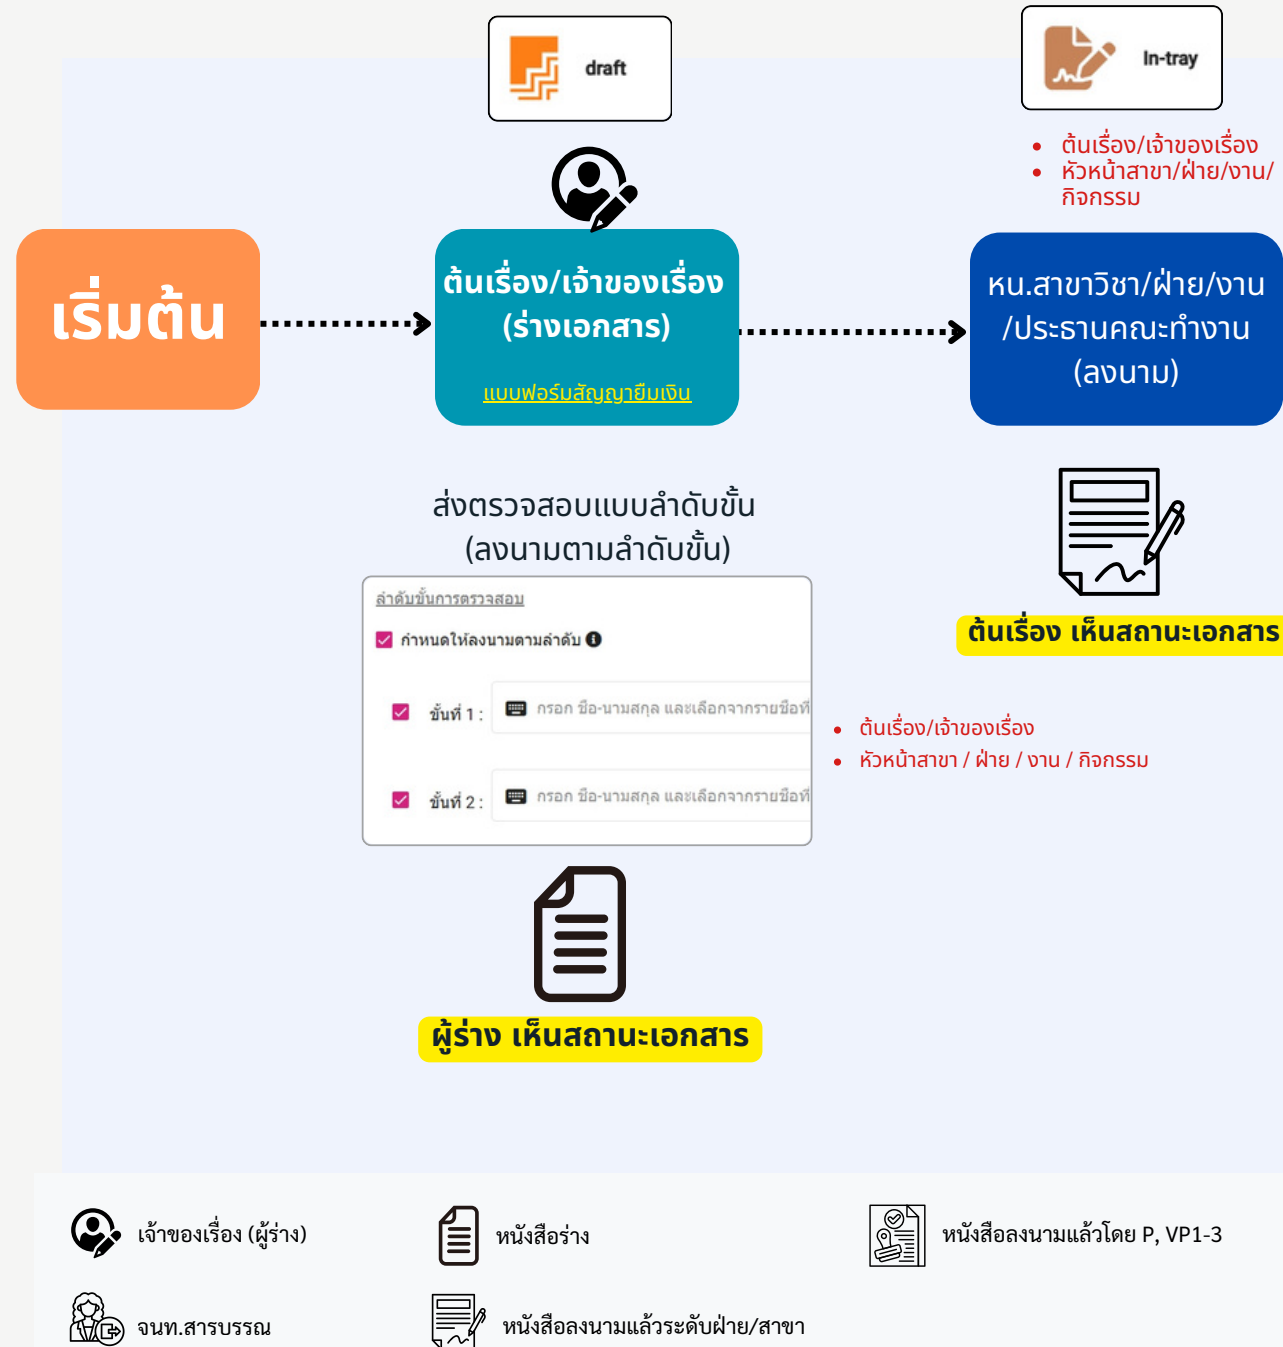 draft
In-tray
ต้นเรื่อง/เจ้าของเรื่อง
หัวหน้าสาขา/ฝ่าย/งาน/
กิจกรรม
เริ่มต้น
ต้นเรื่อง/เจ้าของเรื่อง
(ร่างเอกสาร)
แบบฟอร์มสัญญายืมเงิน
หน.สาขาวิชา/ฝ่าย/งาน
/ประธานคณะทำงาน
(ลงนาม)
ส่งตรวจสอบแบบลำดับขั้น
(ลงนามตามลำดับขั้น)
ลำดับขั้นการตรวจสอบ
กำหนดให้ลงนามตามลำดับ
ขั้นที่ 1 :
กรอก ชื่อ-นามสกุล และเลือกจากรายชื่อที่
ขั้นที่ 2 :
กรอก ชื่อ-นามสกุล และเลือกจากรายชื่อที่
ต้นเรื่อง เห็นสถานะเอกสาร
ต้นเรื่อง/เจ้าของเรื่อง
หัวหน้าสาขา / ฝ่าย / งาน / กิจกรรม
ผู้ร่าง เห็นสถานะเอกสาร
เจ้าของเรื่อง (ผู้ร่าง)
หนังสือร่าง
หนังสือลงนามแล้วโดย P, VP1-3
จนท.สารบรรณ
หนังสือลงนามแล้วระดับฝ่าย/สาขา